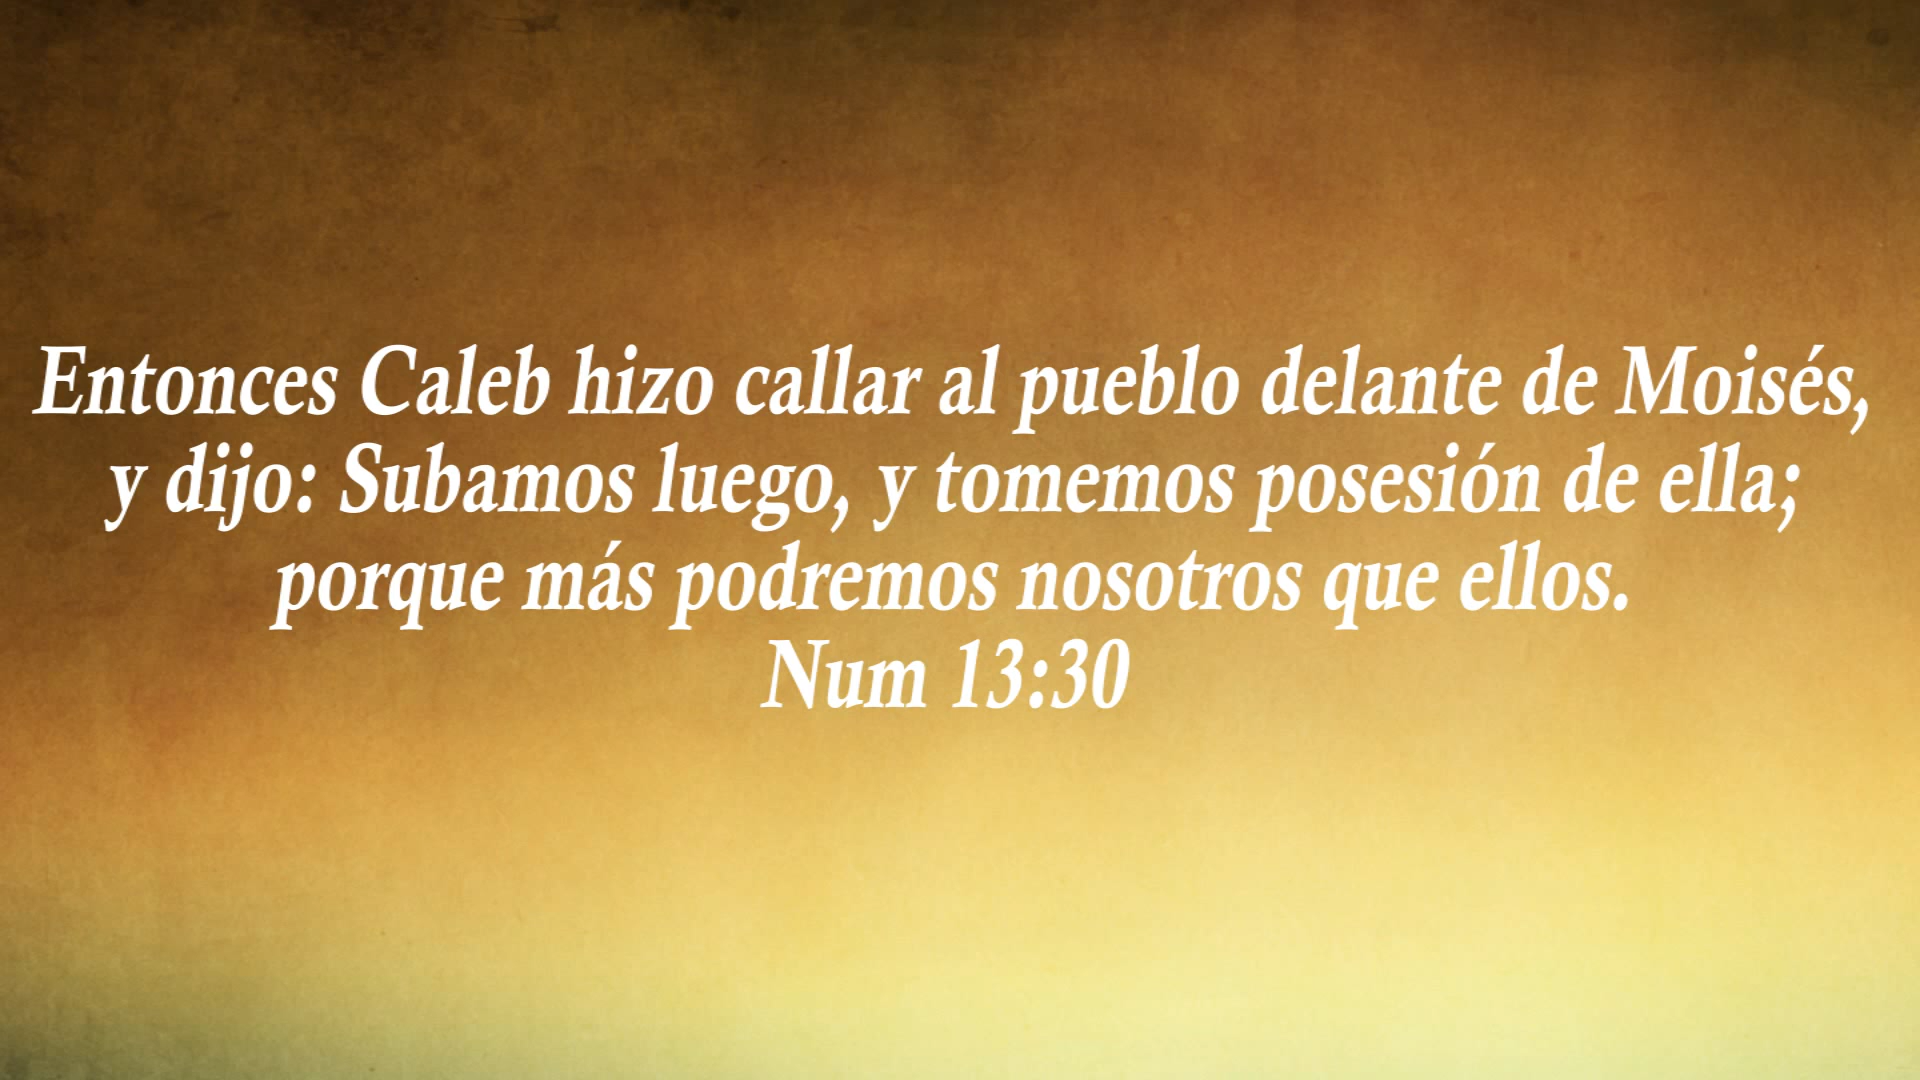 Entonces Caleb hizo callar al pueblo delante de Moisés,
y dijo: Subamos luego, y tomemos posesión de ella;
porque más podremos nosotros que ellos.
Num 13:30